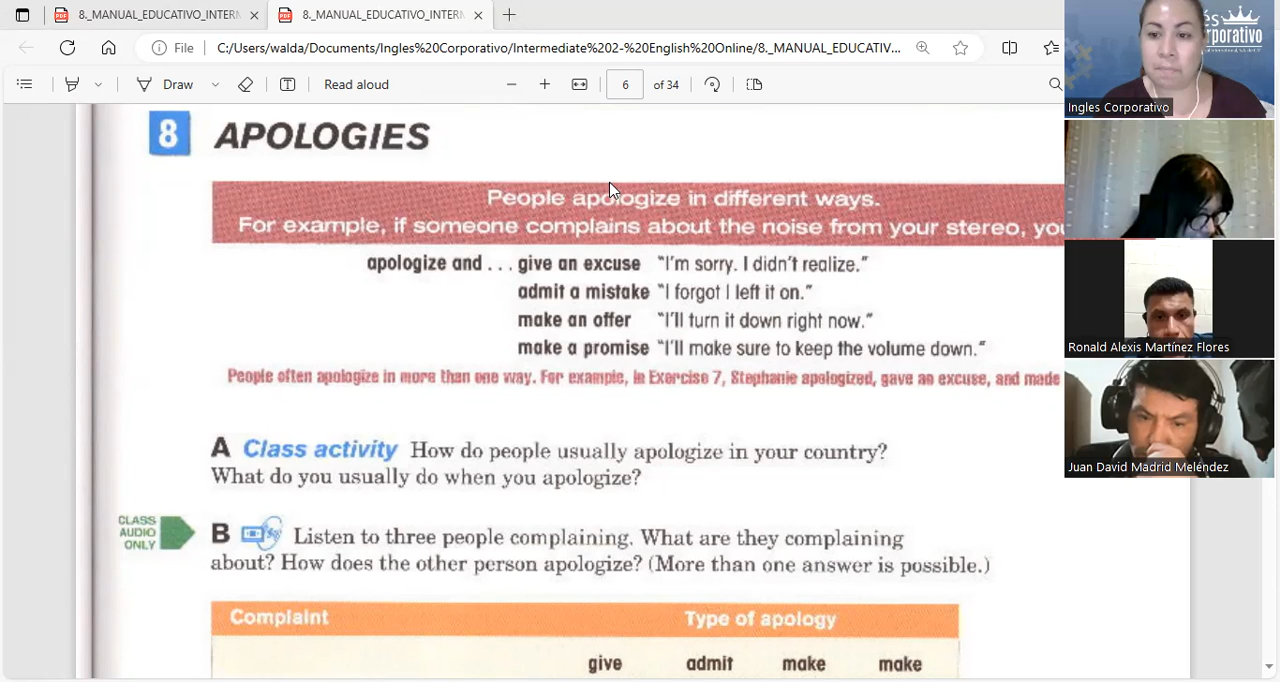 8._MANUAL_EDUCATIVO_INTERN
8._MANUAL_EDUCATIVO_INTERN
File
C:/Users/walda/Documents/Ingles%20Corporativo/Intermediate%202-%20English%20Online/8._MANUAL_EDUCATIV...
Draw
Read aloud
6
of 34
8 APOLOGIES
People apologize in different ways.
For example, if someone complains about the noise from your stereo, you
apologize and . . . give an excuse "I'm sorry. I didn't realize."
admit a mistake "I forgot I left it on."
make an offer "I'll turn it down right now."
make a promise "I'll make sure to keep the volume down."
People often apologize in more than one way. For example, in Exercise 7, Stephanie apologized, gave an excuse, and made
A Class activity How do people usually apologize in your country?
What do you usually do when you apologize?
CLASS
AUDIO
ONLY
B Listen to three people complaining. What are they complaining
about? How does the other person apologize? (More than one answer is possible.)
Complaint Type of apology
give admit make make
Ingles Corporativo
Ronald Alexis Martínez Flores
Juan David Madrid Meléndez